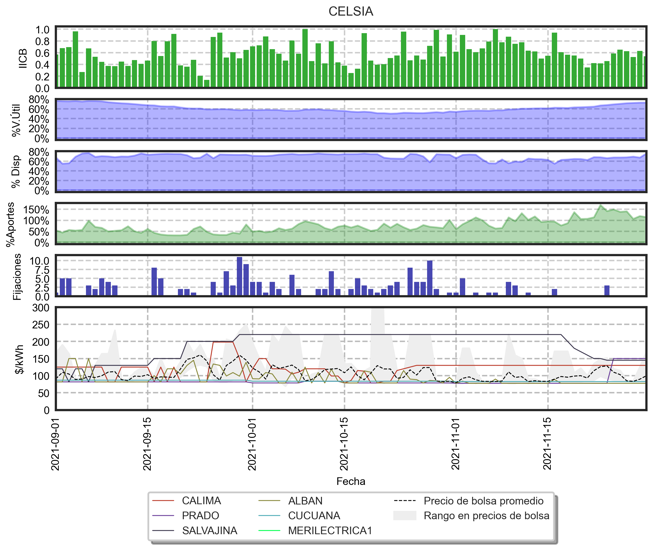 CELSIA
IICB
1.0
0.8
0.6
0.4
0.2
0.0
%V.Útil
80%
60%
40%
20%
0%
% Disp
80%
60%
40%
20%
0%
%Aportes
150%
100%
50%
0%
Fijaciones
10.0
7.5
5.0
2.5
0.0
$/kWh
300
250
200
150
100
50
0
2021-09-01
2021-09-15
2021-10-01
2021-10-15
2021-11-01
2021-11-15
Fecha
CALIMA
PRADO
SALVAJINA
ALBAN
CUCUANA
MERILECTRICA1
Precio de bolsa promedio
Rango en precios de bolsa